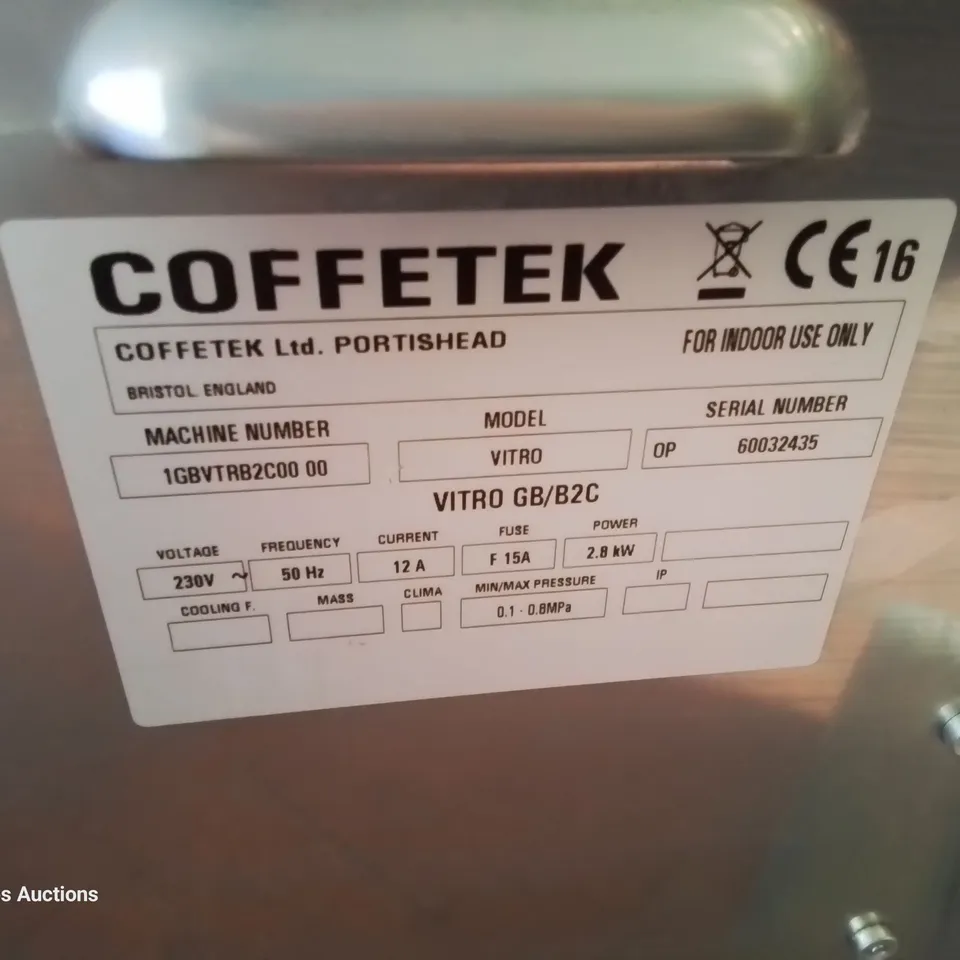 COFFETEK CE 16
COFFETEK Ltd. PORTISHEAD FOR INDOOR USE ONLY
BRISTOL ENGLAND
MACHINE NUMBER MODEL SERIAL NUMBER
1GBVTRB2C00 00 VITRO OP 60032435
VITRO GB/B2C
VOLTAGE FREQUENCY CURRENT FUSE POWER
230V ~ 50 Hz 12 A F 15A 2.8 kW
COOLING F. MASS CLIMA MIN/MAX PRESSURE IP
0.1 - 0.8MPa
s Auctions